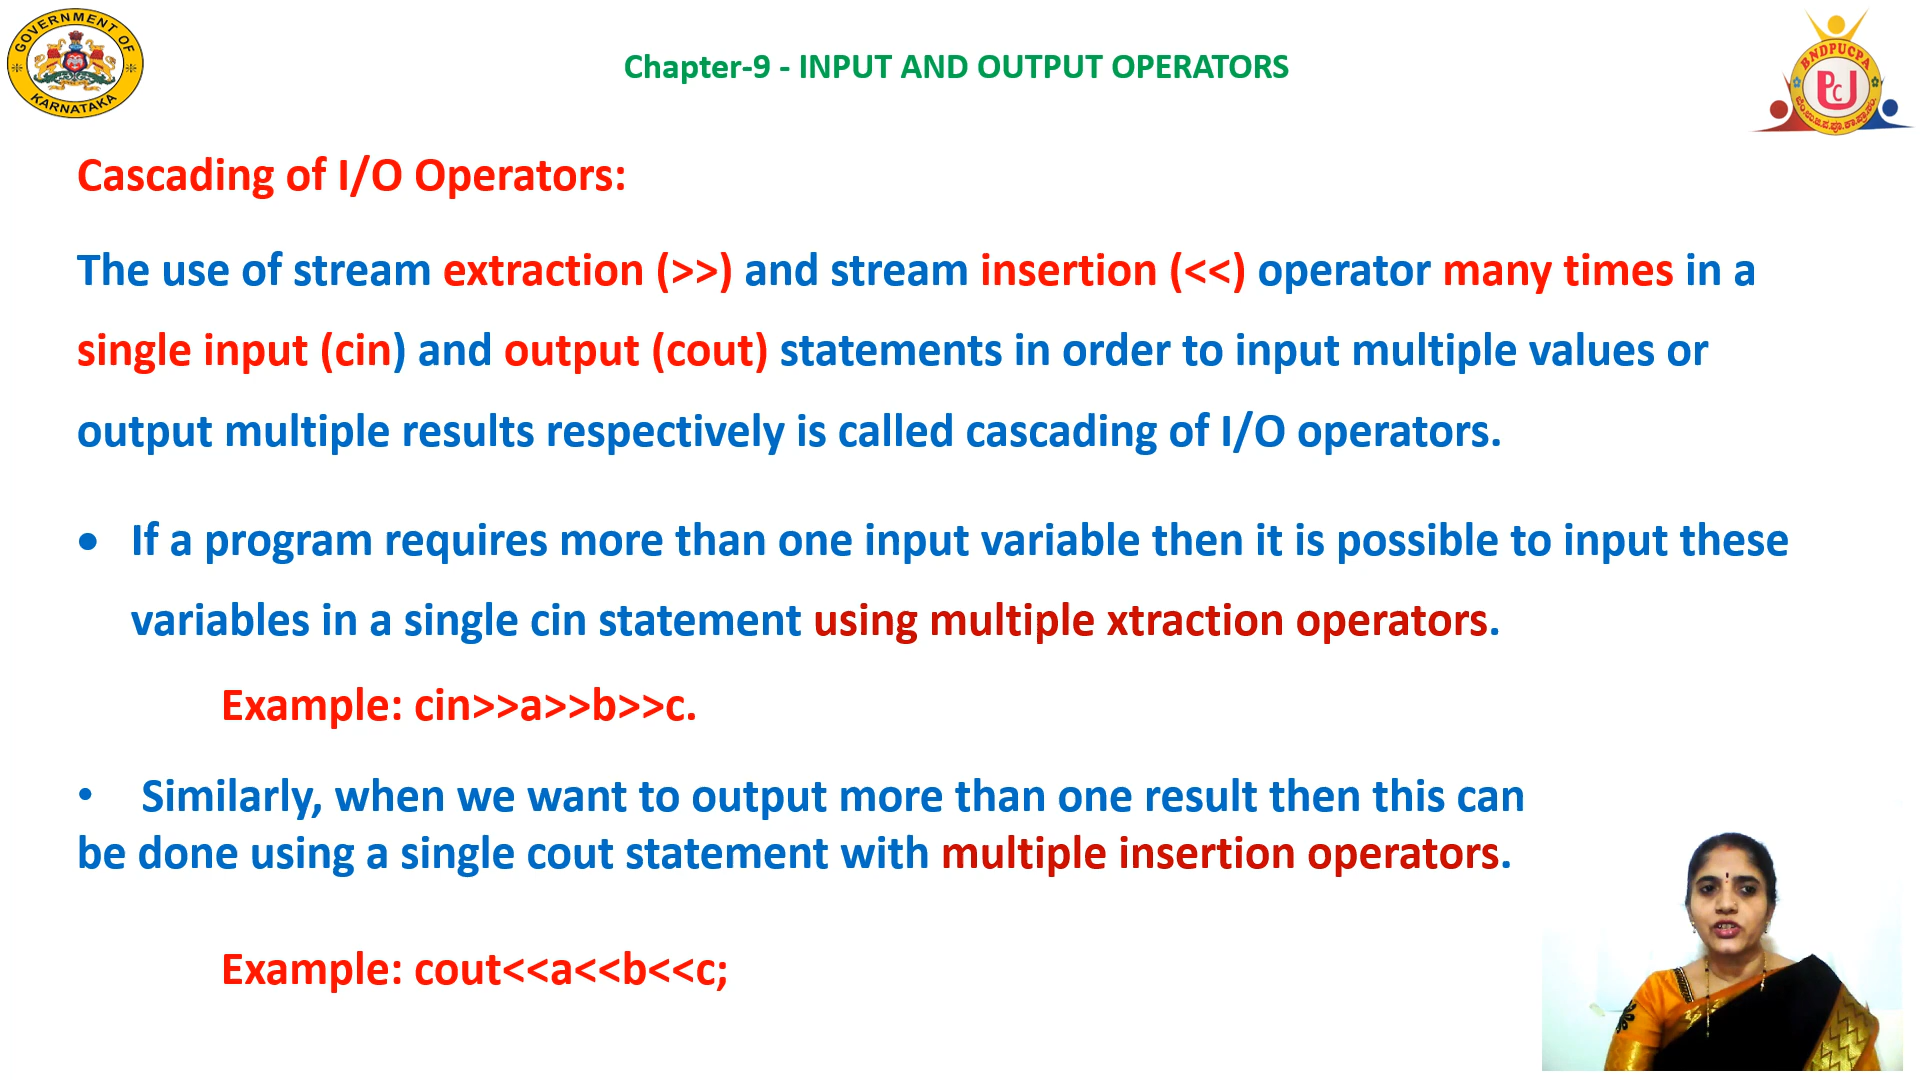 GOVERNMENT OF
KARNATAKA
Chapter-9 - INPUT AND OUTPUT OPERATORS
BNDPUCPA
PUC
Cascading of I/O Operators:
The use of stream extraction (>>) and stream insertion (<<) operator many times in a
single input (cin) and output (cout) statements in order to input multiple values or
output multiple results respectively is called cascading of I/O operators.
• If a program requires more than one input variable then it is possible to input these
variables in a single cin statement using multiple xtraction operators.
Example: cin>>a>>b>>c.
• Similarly, when we want to output more than one result then this can
be done using a single cout statement with multiple insertion operators.
Example: cout<<a<<b<<c;